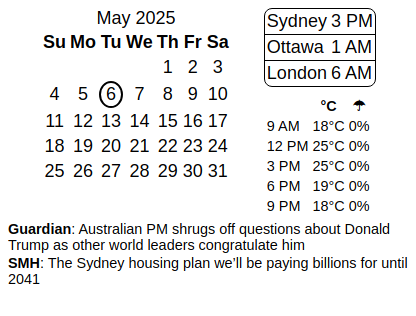 May 2025
Su Mo Tu We Th Fr Sa
1 2 3
4 5 6 7 8 9 10
11 12 13 14 15 16 17
18 19 20 21 22 23 24
25 26 27 28 29 30 31
Sydney 3 PM
Ottawa 1 AM
London 6 AM
°C ☂
9 AM 18°C 0%
12 PM 25°C 0%
3 PM 25°C 0%
6 PM 19°C 0%
9 PM 18°C 0%
Guardian: Australian PM shrugs off questions about Donald
Trump as other world leaders congratulate him
SMH: The Sydney housing plan we’ll be paying billions for until
2041